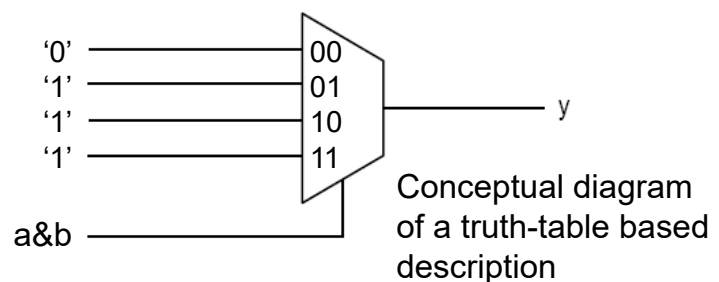 ‘0’ 00
‘1’ 01
‘1’ 10
‘1’ 11
y
a&b
Conceptual diagram
of a truth-table based
description